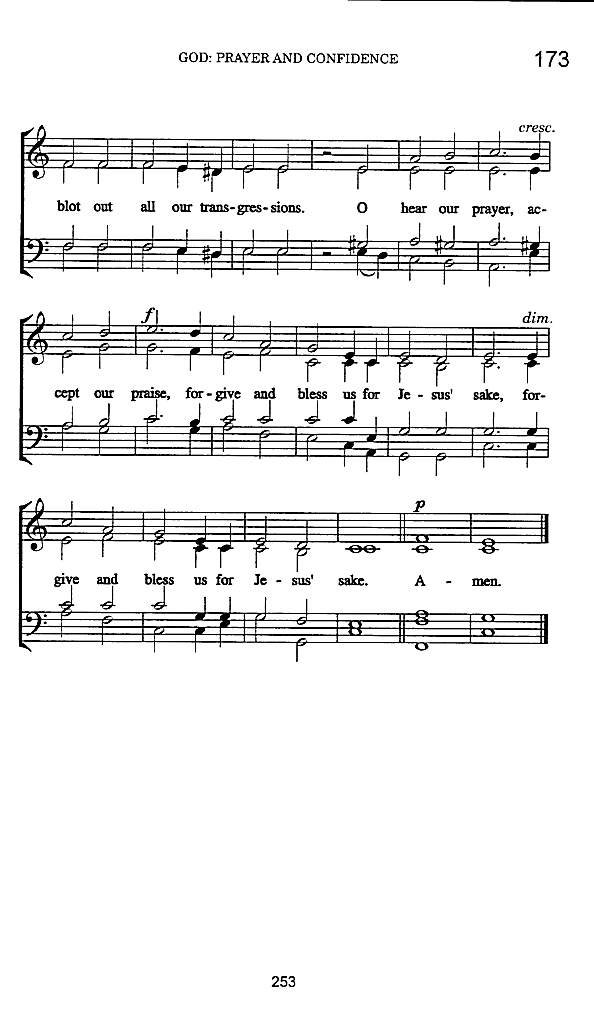 GOD: PRAYER AND CONFIDENCE 173
cresc.
blot out all our trans-gres-sions. O hear our prayer, ac-
f dim.
cept our praise, for-give and bless us for Je - sus' sake, for-
p
give and bless us for Je - sus' sake. A - men.
253